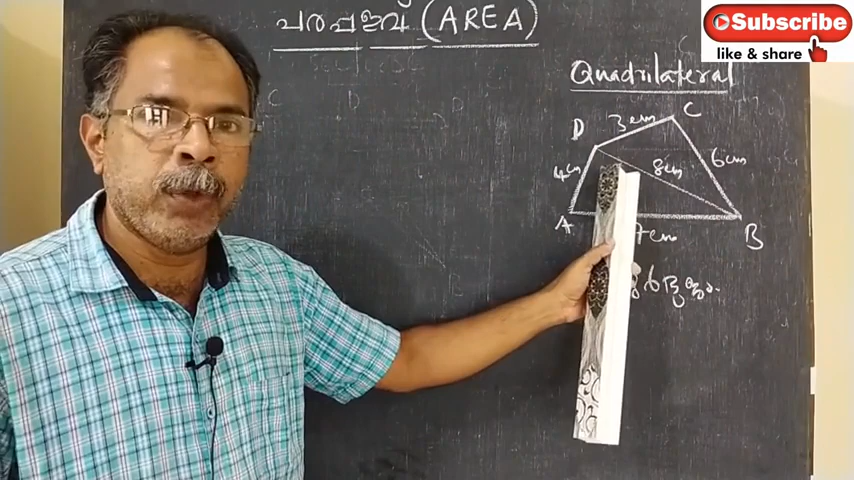 പരപ്പളവ് (AREA)
Subscribe
like & share
Quadrilateral
D 3cm C
4cm 8cm 6cm
A 7cm B